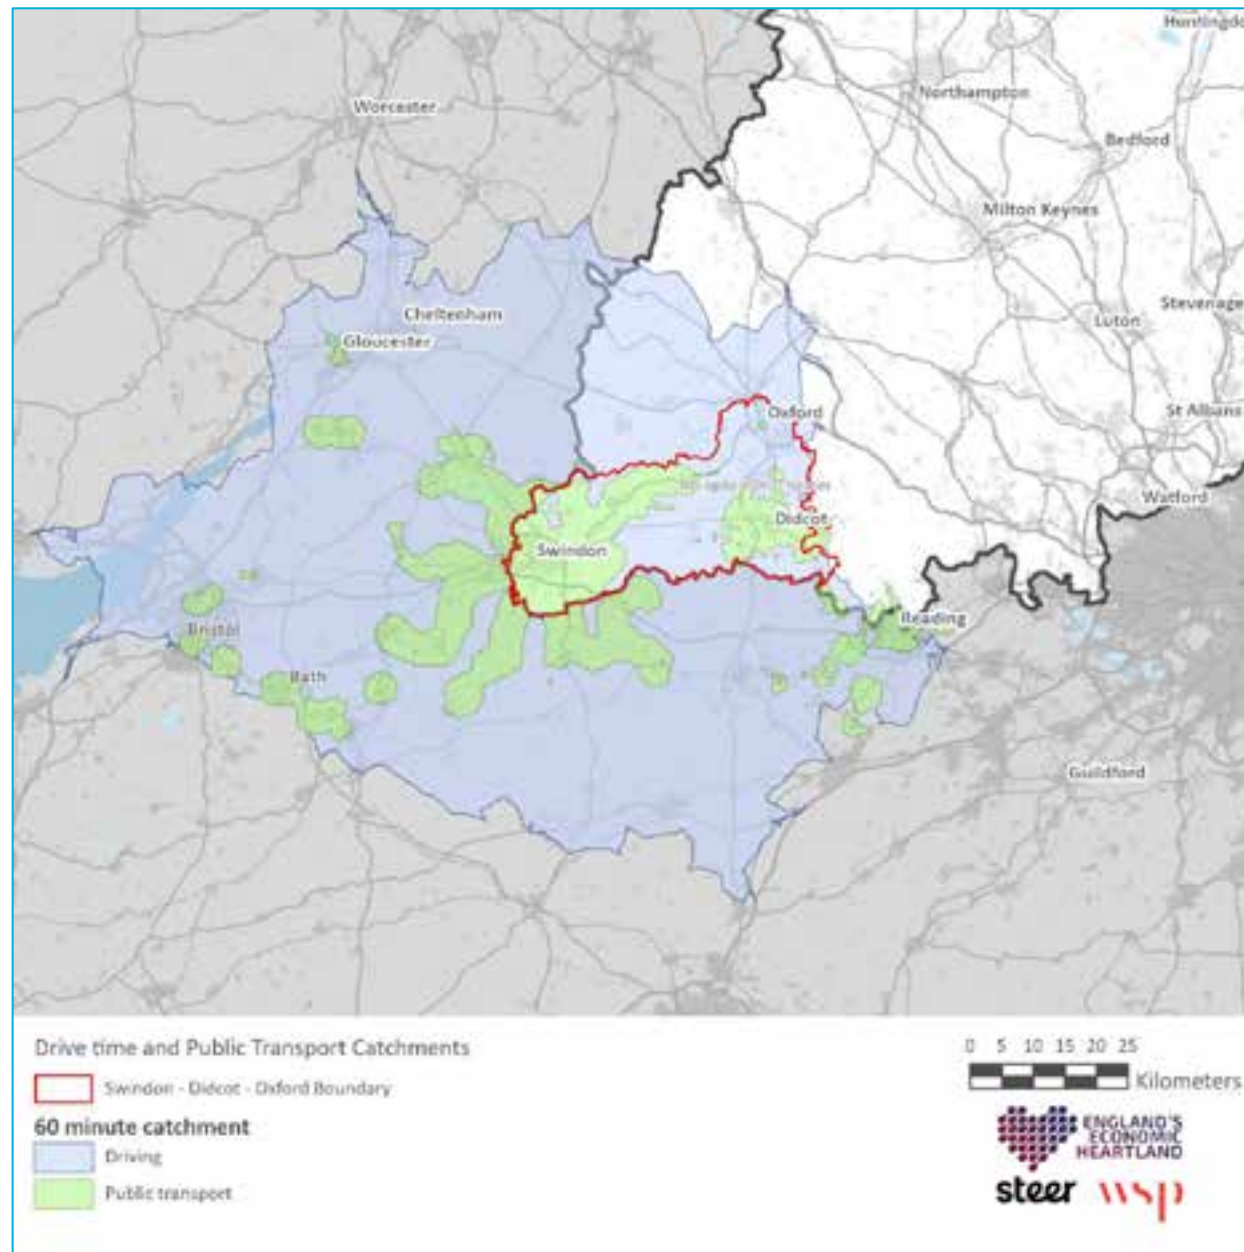 Huntingdo
Worcester
Northampton
Bedford
Milton Keynes
Stevenage
Cheltenham
Luton
Gloucester
St Albans
Oxford
Watford
Didcot
Swindon
Reading
Bristol
Bath
Guildford
Drive time and Public Transport Catchments
Swindon - Didcot - Oxford Boundary
60 minute catchment
Driving
Public transport
0 5 10 15 20 25
Kilometers
ENGLAND'S
ECONOMIC
HEARTLAND
steer wsp